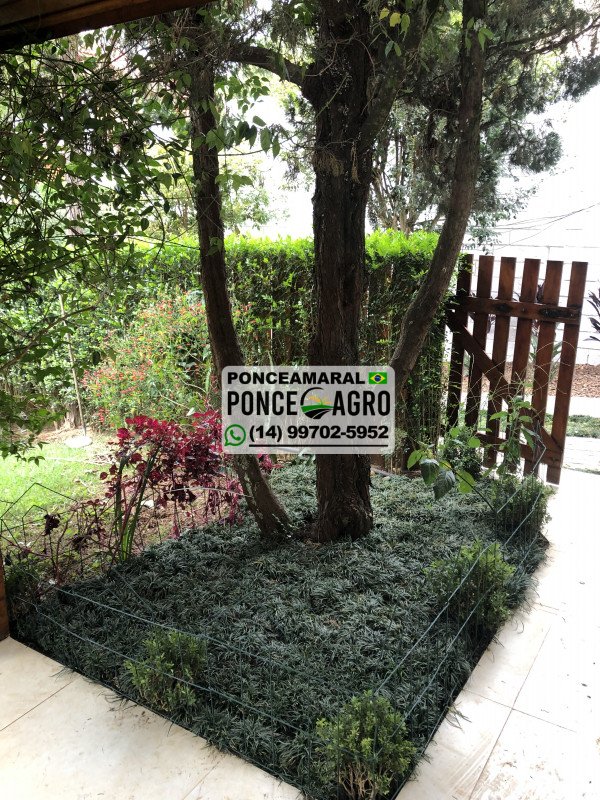 PONCEAMARAL
PONCE AGRO
(14) 99702-5952